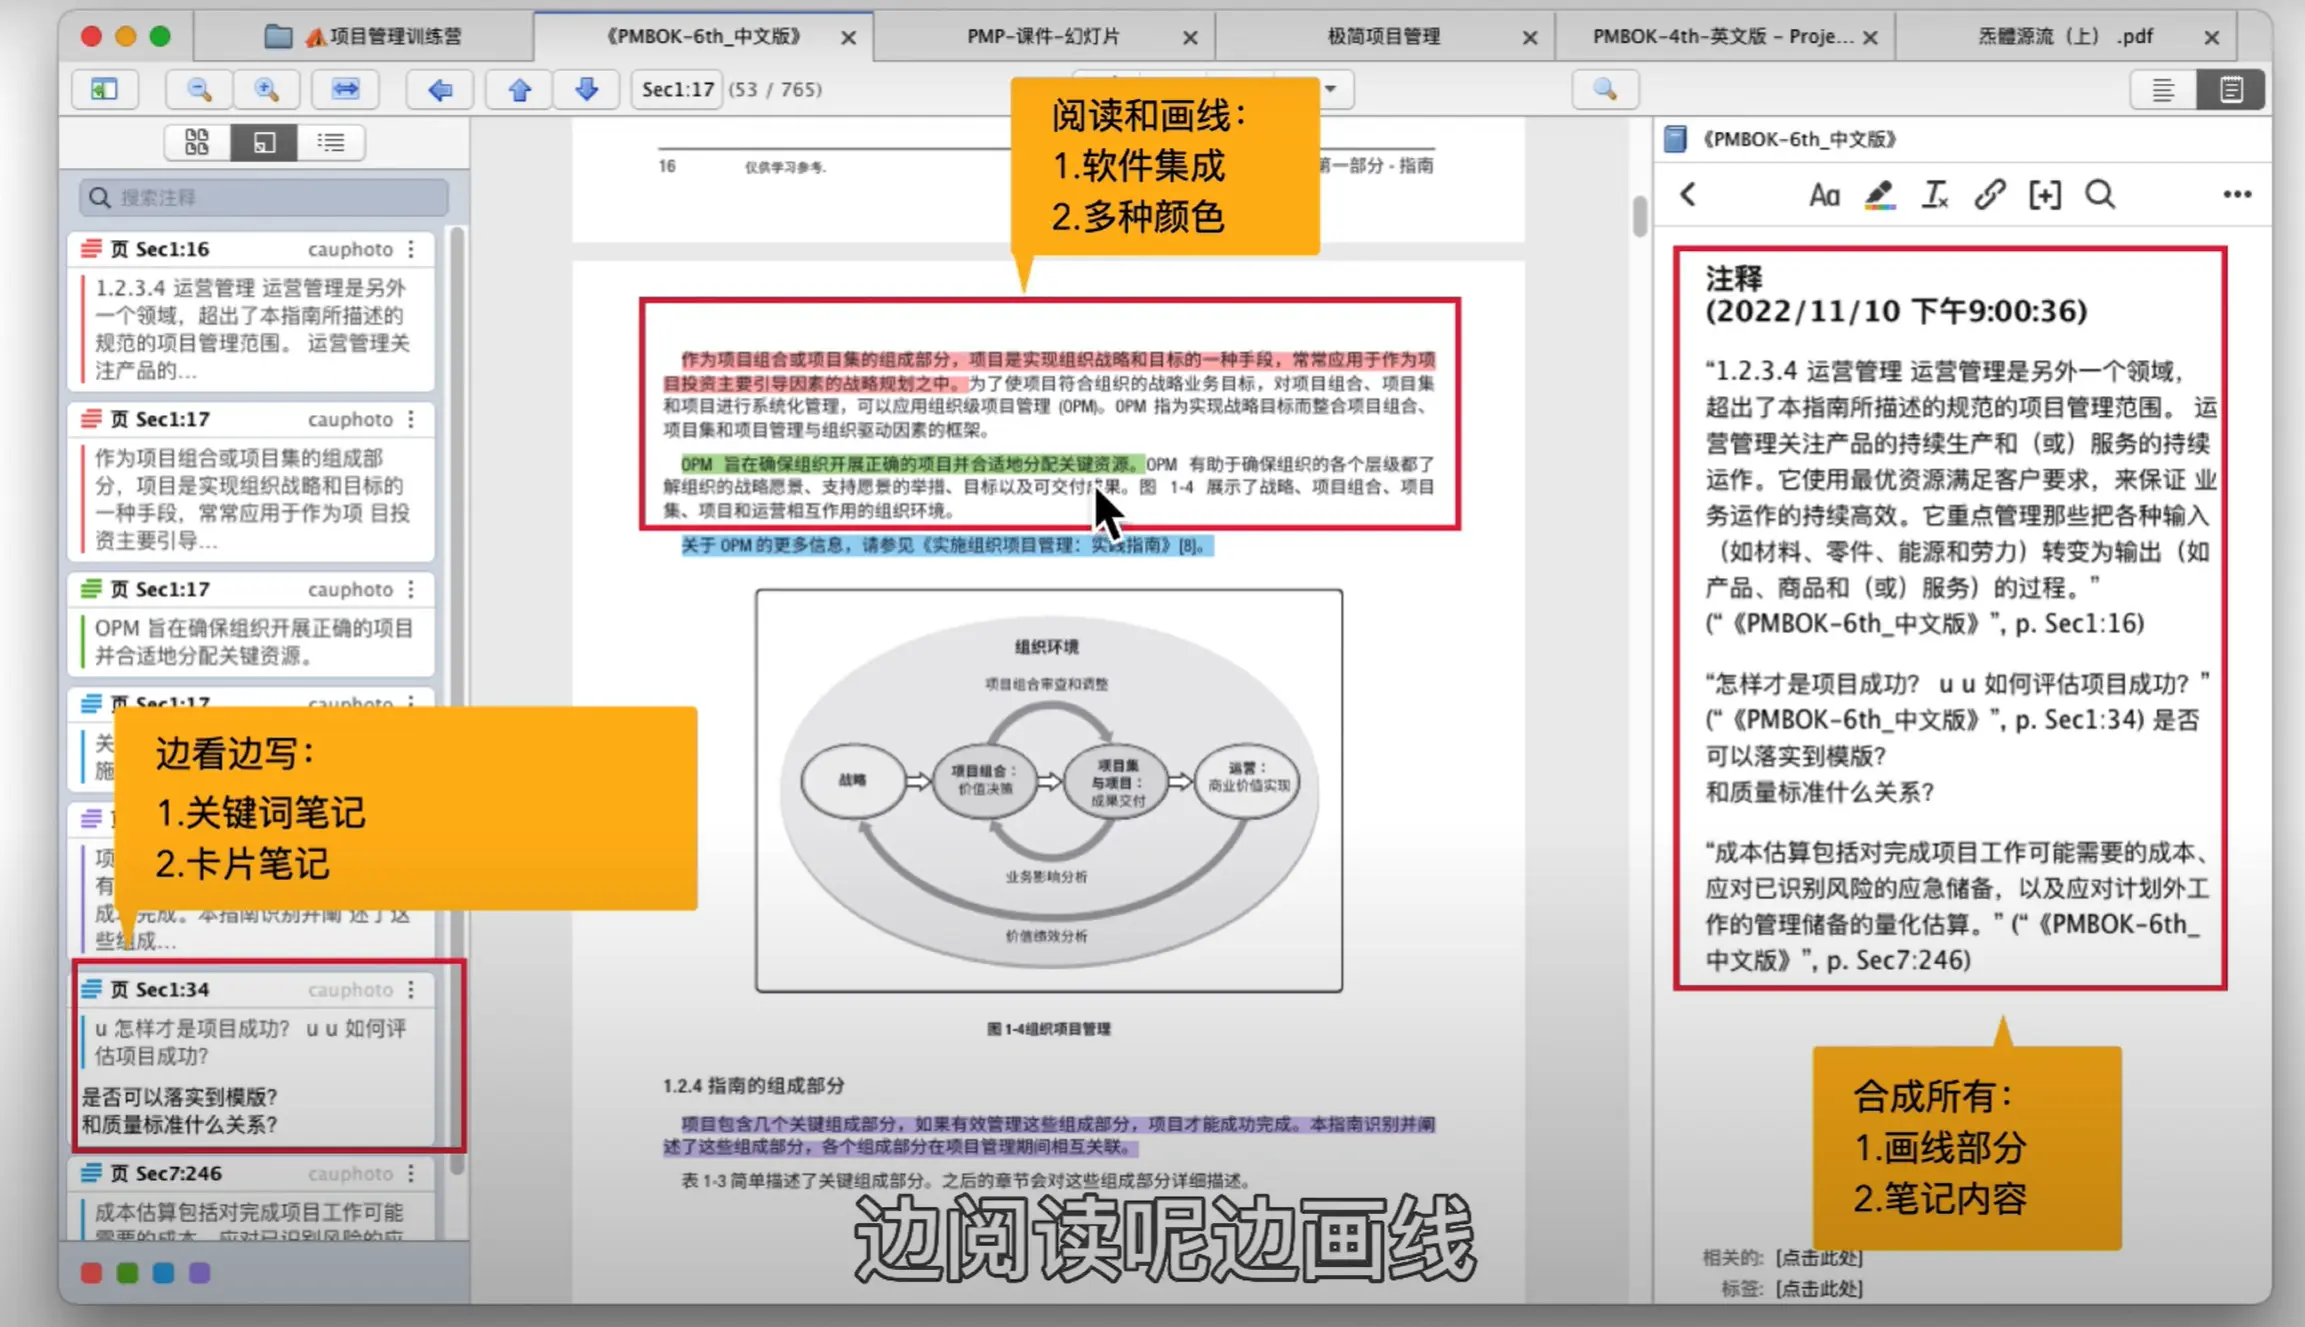 项目管理训练营
《PMBOK-6th_中文版》
PMP-课件-幻灯片
极简项目管理
PMBOK-4th-英文版 - Proje...
炁體源流（上） .pdf
Sec1:17
(53 / 765)
搜索注释
页 Sec1:16
cauphoto
1.2.3.4 运营管理 运营管理是另外
一个领域，超出了本指南所描述的
规范的项目管理范围。 运营管理关
注产品的...
页 Sec1:17
cauphoto
作为项目组合或项目集的组成部
分，项目是实现组织战略和目标的
一种手段，常常应用于作为项 目投
资主要引导...
页 Sec1:17
cauphoto
OPM 旨在确保组织开展正确的项目
并合适地分配关键资源。
页 Sec1:17
cauphoto
关
施
边看边写：
1.关键词笔记
2.卡片笔记
项
有
成功完成。本指南识别并阐 述了这
些组成...
页 Sec1:34
cauphoto
u 怎样才是项目成功？ u u 如何评
估项目成功？
是否可以落实到模版？
和质量标准什么关系？
页 Sec7:246
cauphoto
成本估算包括对完成项目工作可能
需要的成本、应对已识别风险的应
16
仅供学习参考.
第一部分 - 指南
阅读和画线：
1.软件集成
2.多种颜色
作为项目组合或项目集的组成部分，项目是实现组织战略和目标的一种手段，常常应用于作为项
目投资主要引导因素的战略规划之中。为了使项目符合组织的战略业务目标，对项目组合、项目集
和项目进行系统化管理，可以应用组织级项目管理 (OPM)。OPM 指为实现战略目标而整合项目组合、
项目集和项目管理与组织驱动因素的框架。
OPM 旨在确保组织开展正确的项目并合适地分配关键资源。OPM 有助于确保组织的各个层级都了
解组织的战略愿景、支持愿景的举措、目标以及可交付成果。图 1-4 展示了战略、项目组合、项目
集、项目和运营相互作用的组织环境。
关于 OPM 的更多信息，请参见《实施组织项目管理：实践指南》[8]。
组织环境
项目组合审查和调整
战略
项目组合：
价值决策
项目集
与项目：
成果交付
运营：
商业价值实现
业务影响分析
价值绩效分析
图 1-4组织项目管理
1.2.4 指南的组成部分
项目包含几个关键组成部分，如果有效管理这些组成部分，项目才能成功完成。本指南识别并阐
述了这些组成部分，各个组成部分在项目管理期间相互关联。
表 1-3 简单描述了关键组成部分。之后的章节会对这些组成部分详细描述。
边阅读呢边画线
《PMBOK-6th_中文版》
Aa
注释
(2022/11/10 下午9:00:36)
“1.2.3.4 运营管理 运营管理是另外一个领域，
超出了本指南所描述的规范的项目管理范围。 运
营管理关注产品的持续生产和（或）服务的持续
运作。它使用最优资源满足客户要求，来保证 业
务运作的持续高效。它重点管理那些把各种输入
（如材料、零件、能源和劳力）转变为输出（如
产品、商品和（或）服务）的过程。”
(“《PMBOK-6th_中文版》”, p. Sec1:16)
“怎样才是项目成功？ u u 如何评估项目成功？”
(“《PMBOK-6th_中文版》”, p. Sec1:34) 是否
可以落实到模版？
和质量标准什么关系？
“成本估算包括对完成项目工作可能需要的成本、
应对已识别风险的应急储备，以及应对计划外工
作的管理储备的量化估算。” (“《PMBOK-6th_
中文版》”, p. Sec7:246)
合成所有：
1.画线部分
2.笔记内容
相关的: [点击此处]
标签: [点击此处]